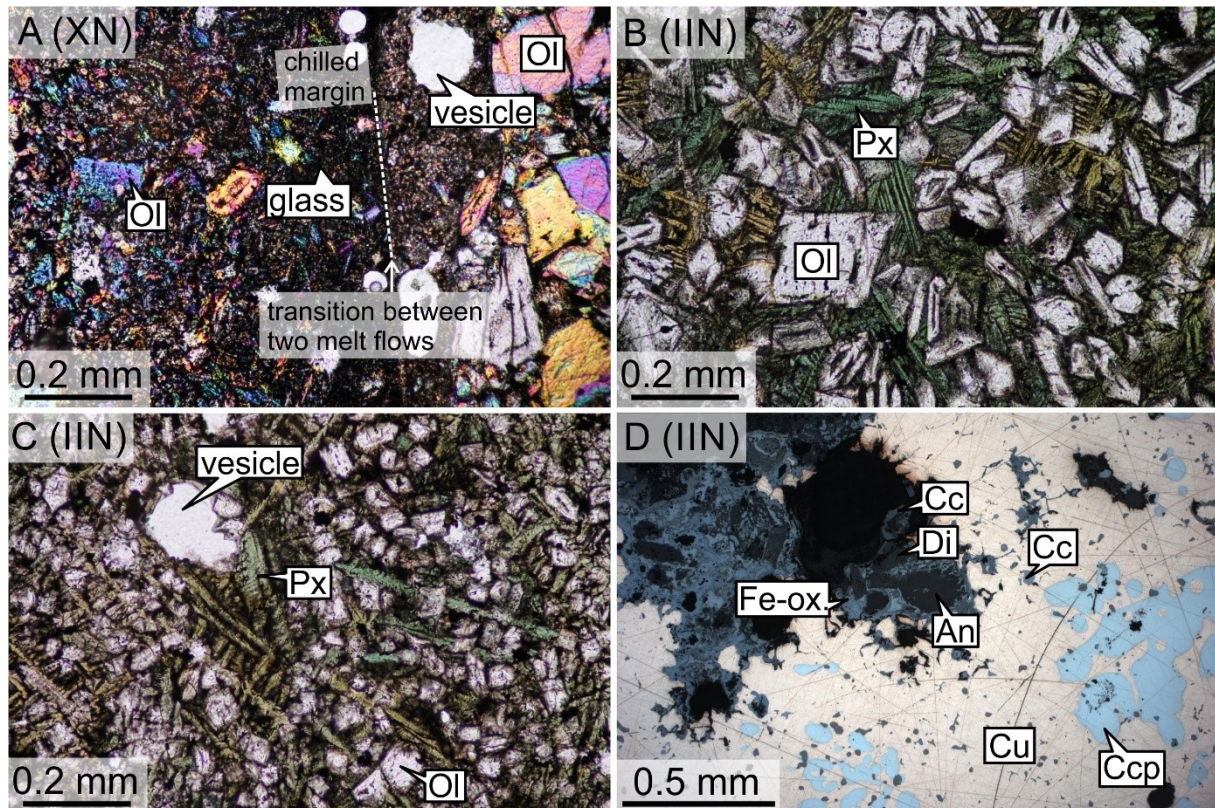 A (XN)
chilled
margin
Ol
vesicle
Ol
glass
transition between
two melt flows
0.2 mm
B (IIN)
Px
Ol
0.2 mm
C (IIN)
vesicle
Px
Ol
0.2 mm
D (IIN)
Cc
Di
Cc
Fe-ox.
An
Cu
Ccp
0.5 mm